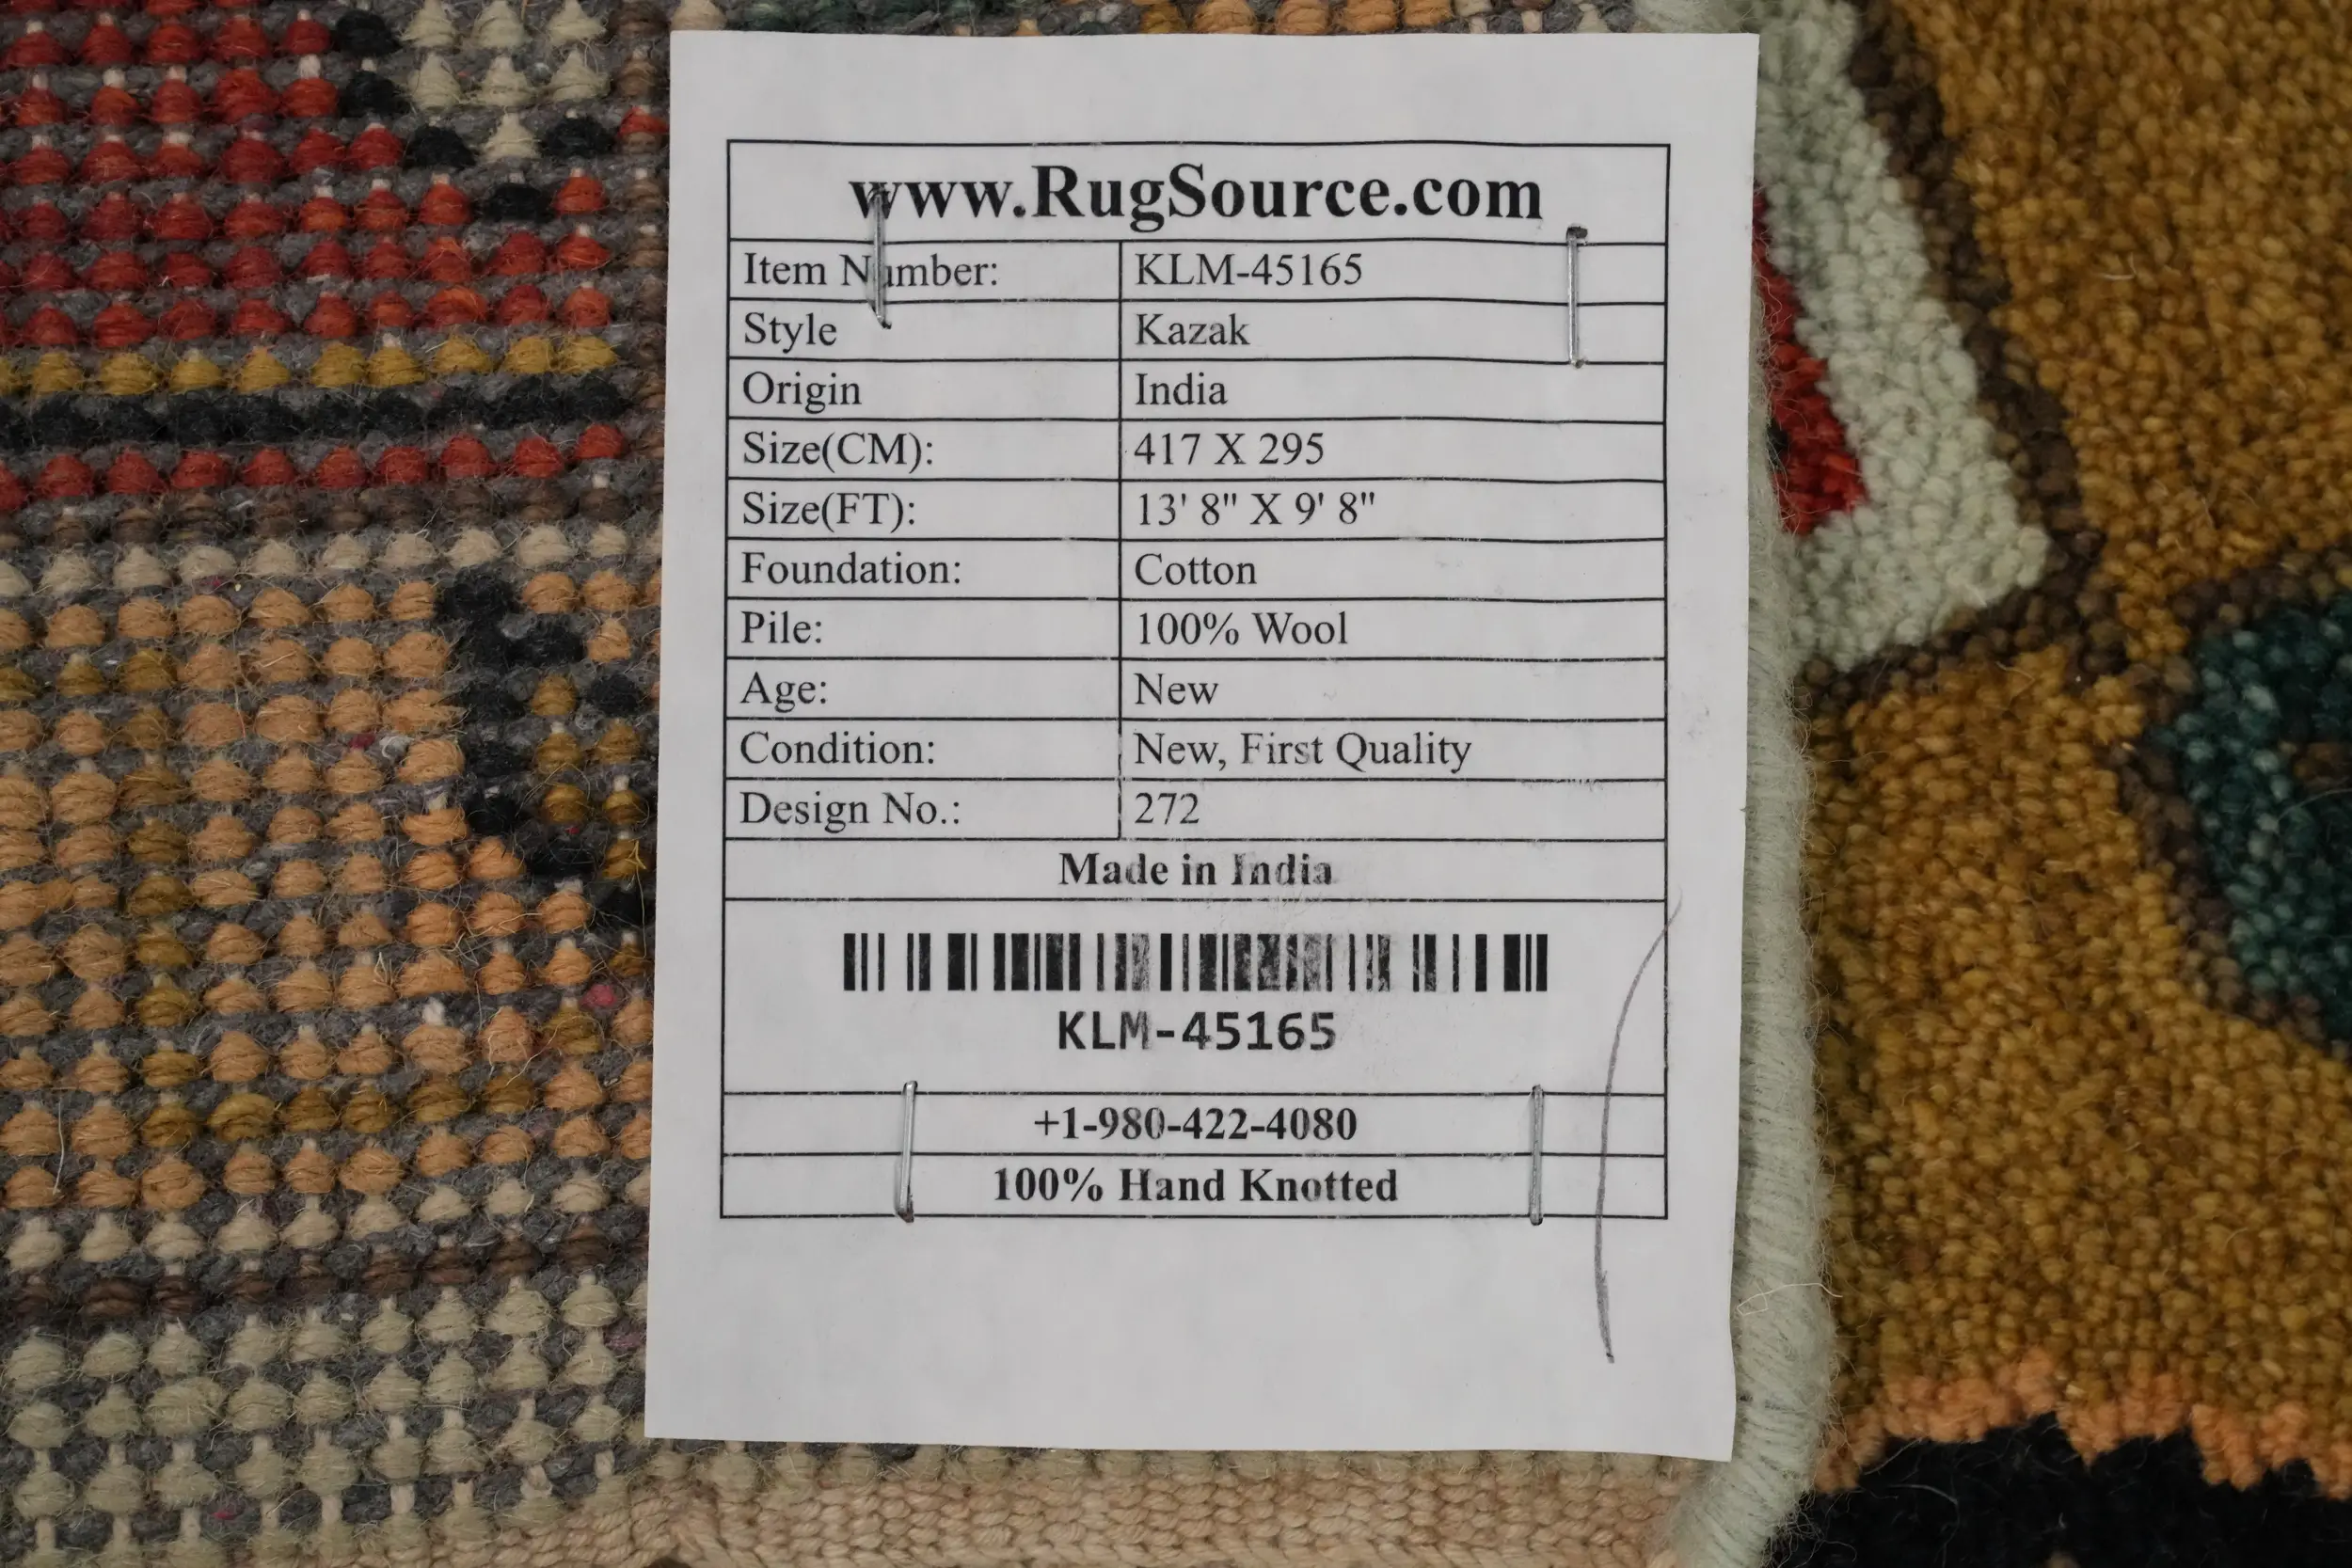 www.RugSource.com
Item Number: KLM-45165
Style Kazak
Origin India
Size(CM): 417 X 295
Size(FT): 13' 8" X 9' 8"
Foundation: Cotton
Pile: 100% Wool
Age: New
Condition: New, First Quality
Design No.: 272
Made in India
KLM-45165
+1-980-422-4080
100% Hand Knotted